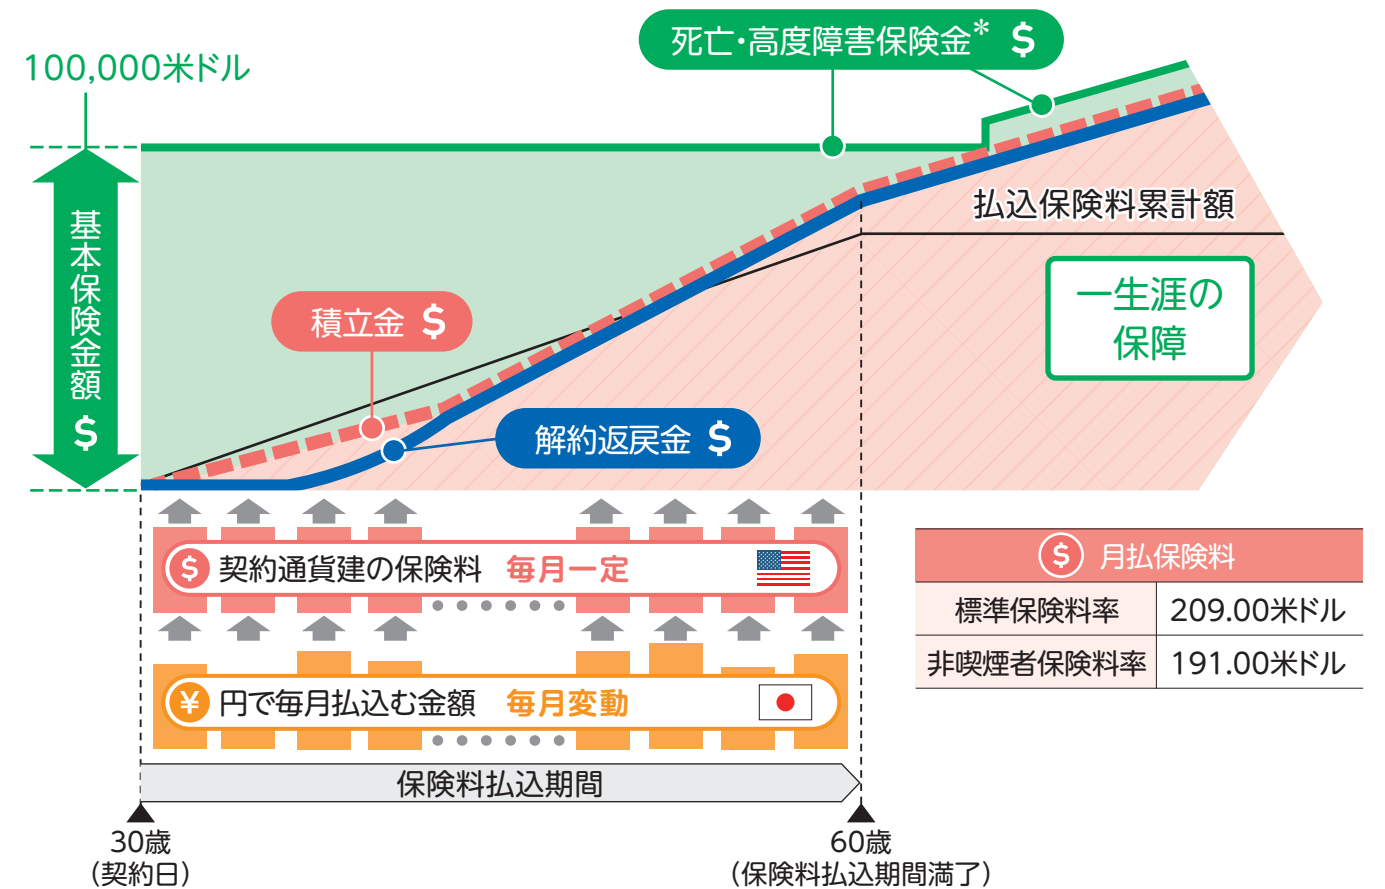 死亡・高度障害保険金* $
100,000米ドル
基本保険金額 $
払込保険料累計額
一生涯の
保障
積立金 $
解約返戻金 $
$ 契約通貨建の保険料 毎月一定
¥ 円で毎月払込む金額 毎月変動
保険料払込期間
30歳
（契約日）
60歳
（保険料払込期間満了）
$ 月払保険料
標準保険料率 209.00米ドル
非喫煙者保険料率 191.00米ドル